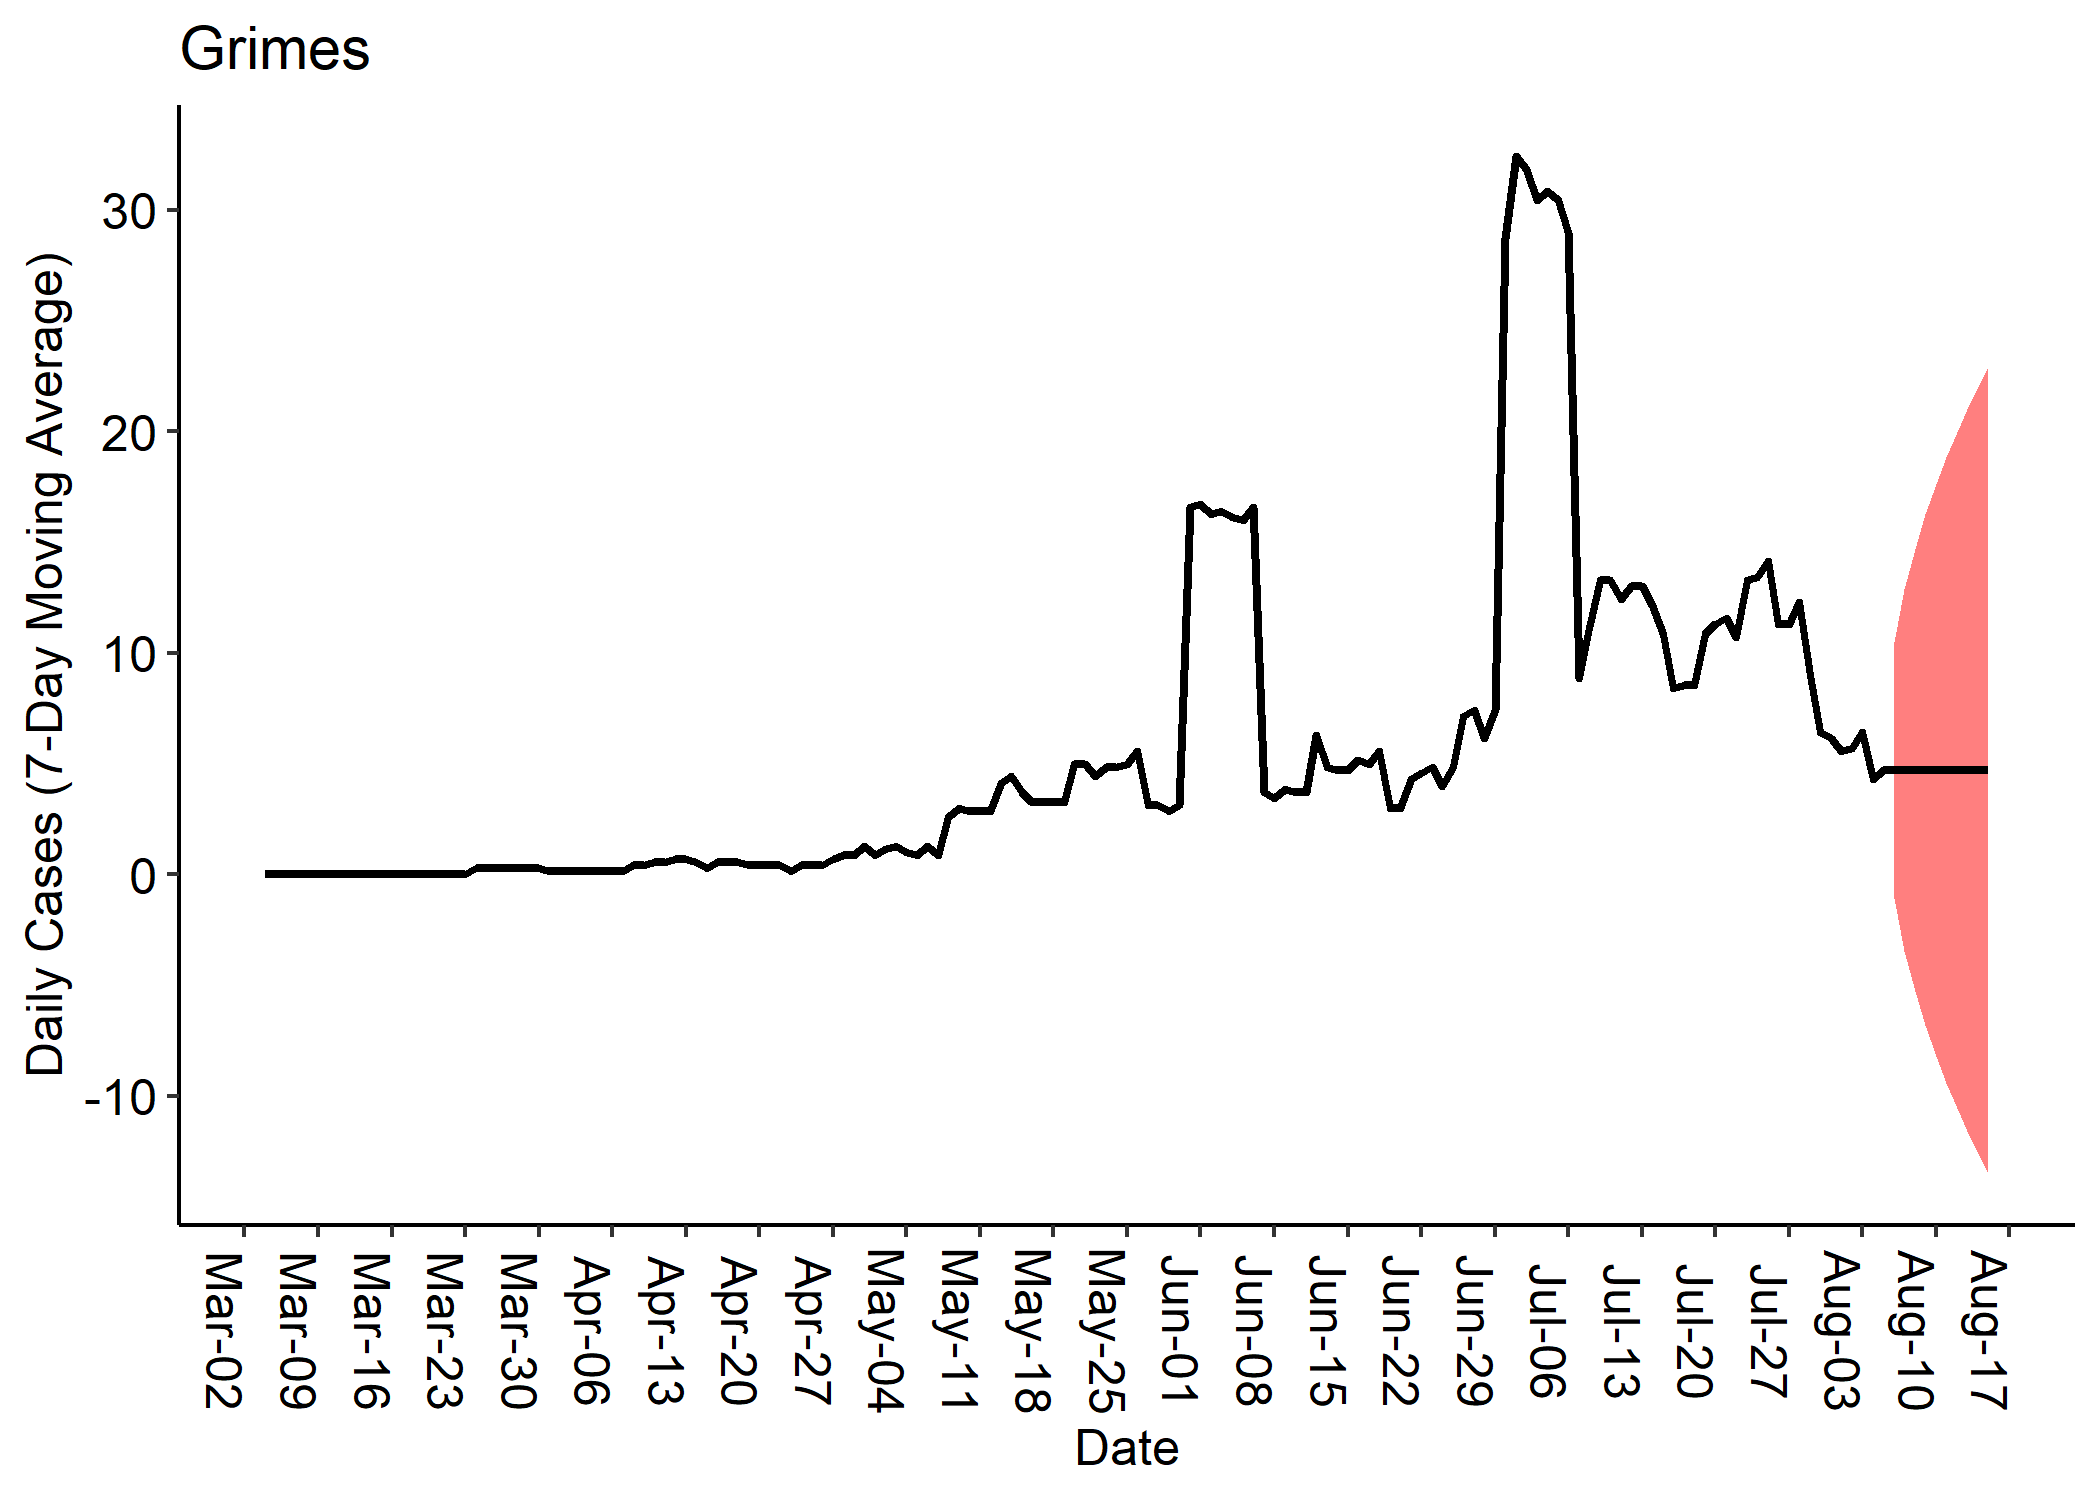 Grimes
Daily Cases (7-Day Moving Average)
30
20
10
0
-10
Mar-02
Mar-09
Mar-16
Mar-23
Mar-30
Apr-06
Apr-13
Apr-20
Apr-27
May-04
May-11
May-18
May-25
Jun-01
Jun-08
Jun-15
Jun-22
Jun-29
Jul-06
Jul-13
Jul-20
Jul-27
Aug-03
Aug-10
Aug-17
Date